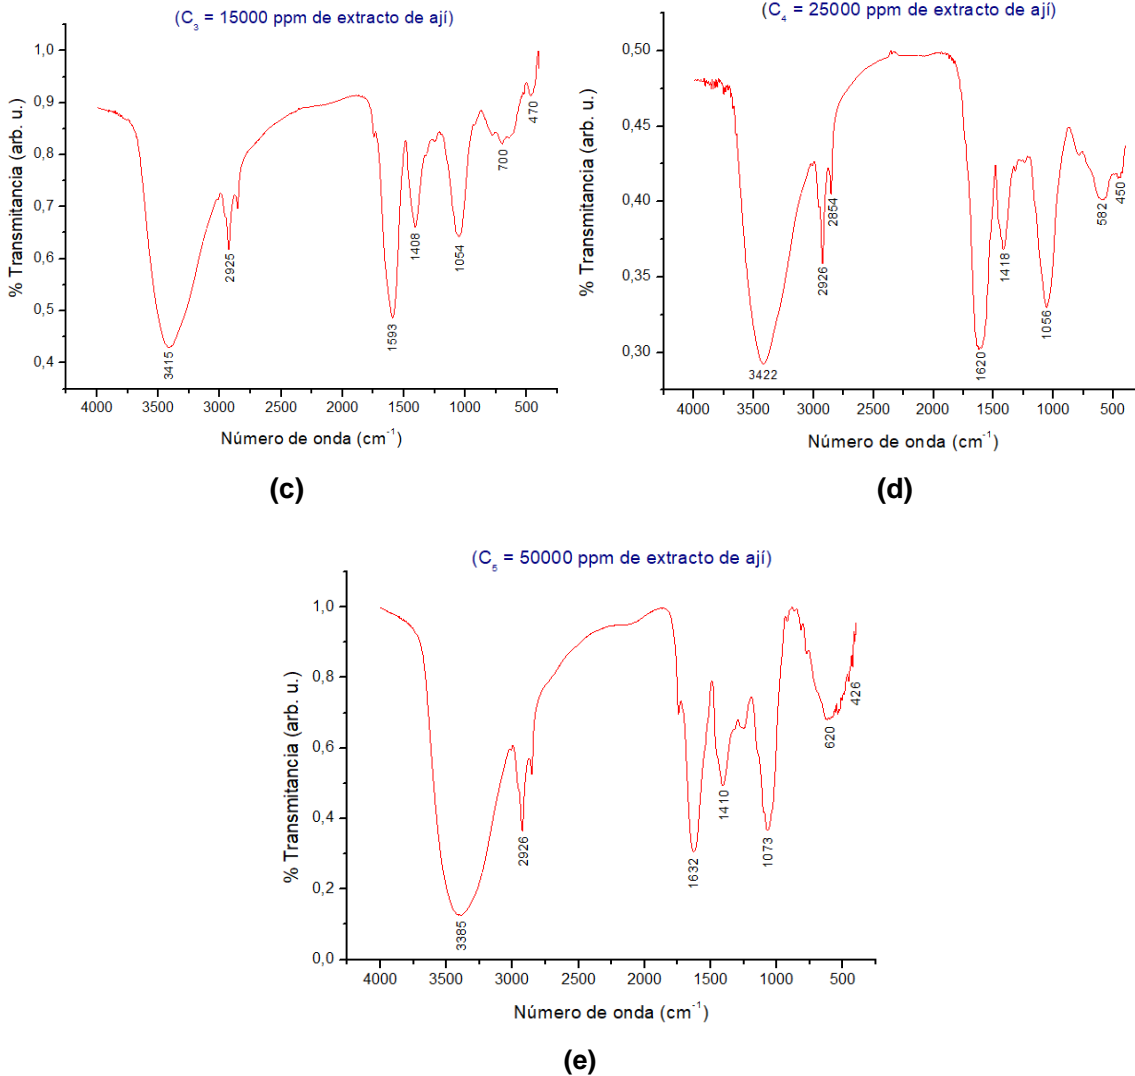 (C₃ = 15000 ppm de extracto de ají)
1,0
0,9
0,8
0,7
0,6
0,5
0,4
% Transmitancia (arb. u.)
3415
2925
1593
1408
1054
700
470
4000 3500 3000 2500 2000 1500 1000 500
Número de onda (cm⁻¹)
(c)
(C₄ = 25000 ppm de extracto de ají)
0,50
0,45
0,40
0,35
0,30
% Transmitancia (arb. u.)
3422
2926
2854
1620
1418
1056
582
450
4000 3500 3000 2500 2000 1500 1000 500
Número de onda (cm⁻¹)
(d)
(C₅ = 50000 ppm de extracto de ají)
1,0
0,8
0,6
0,4
0,2
0,0
% Transmitancia (arb. u.)
3385
2926
1632
1410
1073
620
426
4000 3500 3000 2500 2000 1500 1000 500
Número de onda (cm⁻¹)
(e)